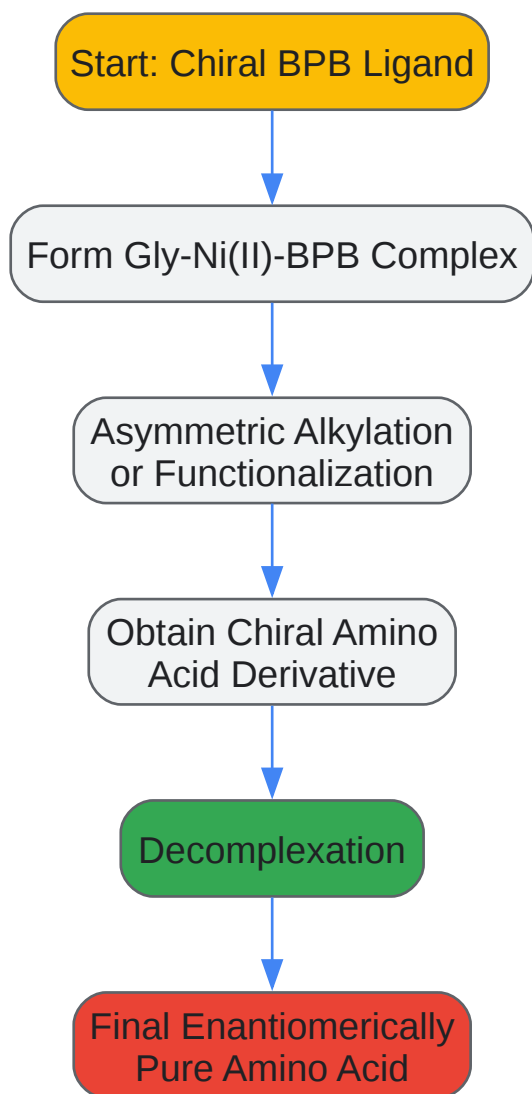 Start: Chiral BPB Ligand
Form Gly-Ni(II)-BPB Complex
Asymmetric Alkylation
or Functionalization
Obtain Chiral Amino
Acid Derivative
Decomplexation
Final Enantiomerically
Pure Amino Acid